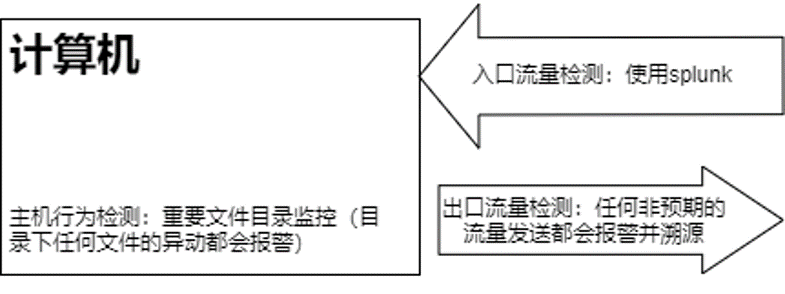 计算机
入口流量检测：使用splunk
主机行为检测：重要文件目录监控（目
录下任何文件的异动都会报警）
出口流量检测：任何非预期的
流量发送都会报警并溯源